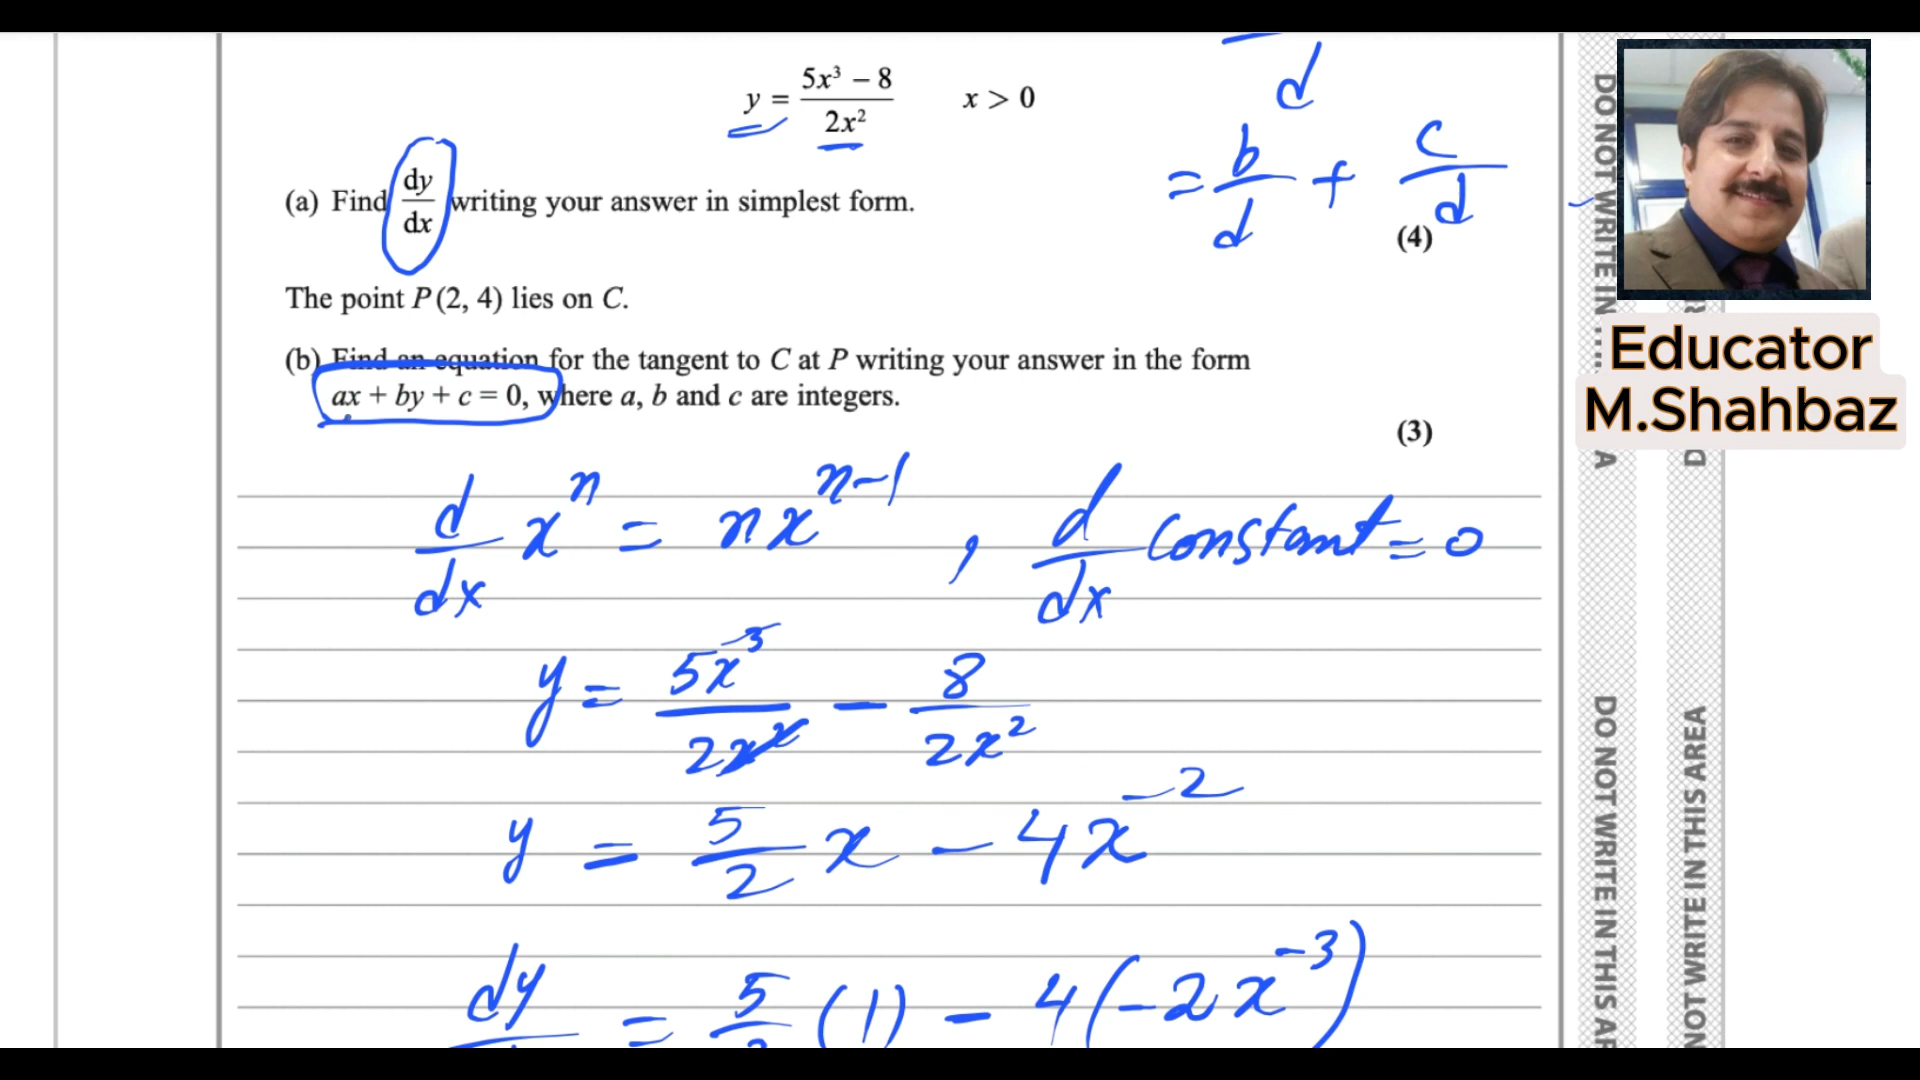 y = (5x³ − 8)/(2x²)    x > 0
d
= b/d + c/d
(a) Find dy/dx writing your answer in simplest form.
(4)
The point P(2, 4) lies on C.
(b) Find an equation for the tangent to C at P writing your answer in the form
ax + by + c = 0, where a, b and c are integers.
(3)
d/dx xⁿ = nxⁿ⁻¹ , d/dx constant = 0
y = 5x³/2x² − 8/2x²
y = 5/2 x − 4x⁻²
dy = 5 (1) − 4(−2x⁻³)
Educator
M.Shahbaz
DO NOT WRITE IN
A
D
DO NOT WRITE IN THIS AR
NOT WRITE IN THIS AREA